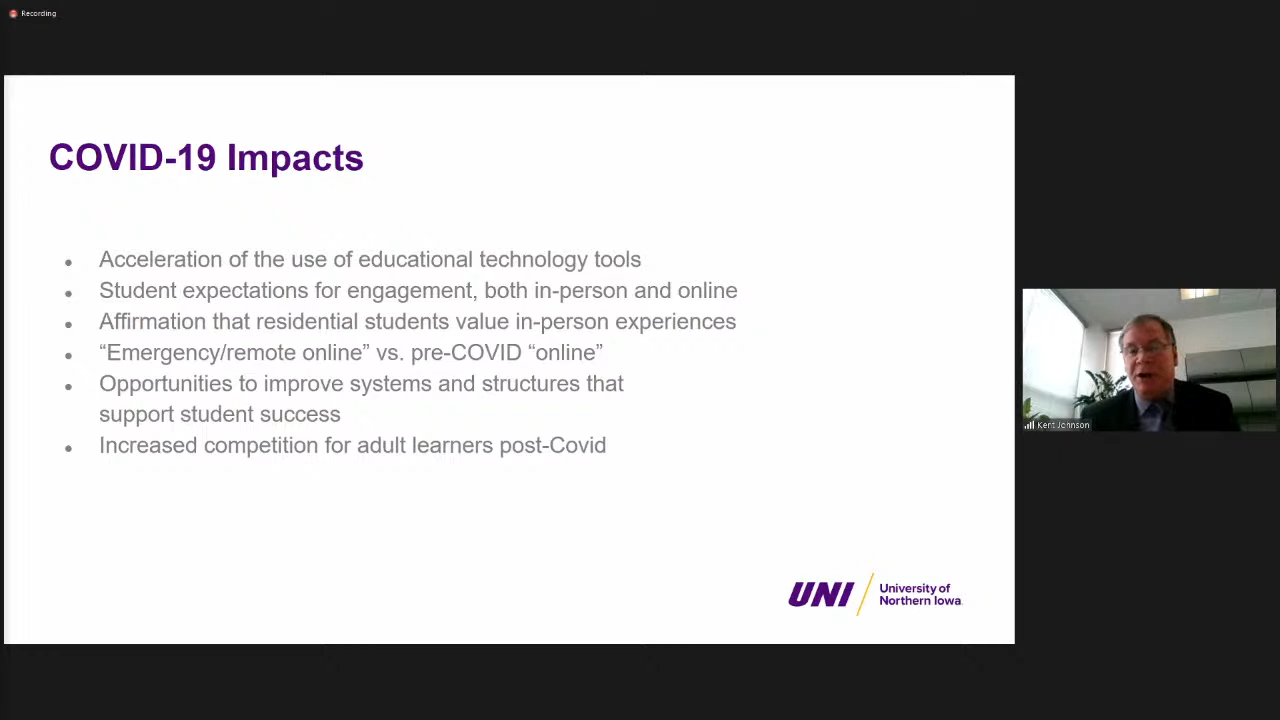 Recording
COVID-19 Impacts
● Acceleration of the use of educational technology tools
● Student expectations for engagement, both in-person and online
● Affirmation that residential students value in-person experiences
● “Emergency/remote online” vs. pre-COVID “online”
● Opportunities to improve systems and structures that
support student success
● Increased competition for adult learners post-Covid
Kent Johnson
UNI
University of
Northern Iowa